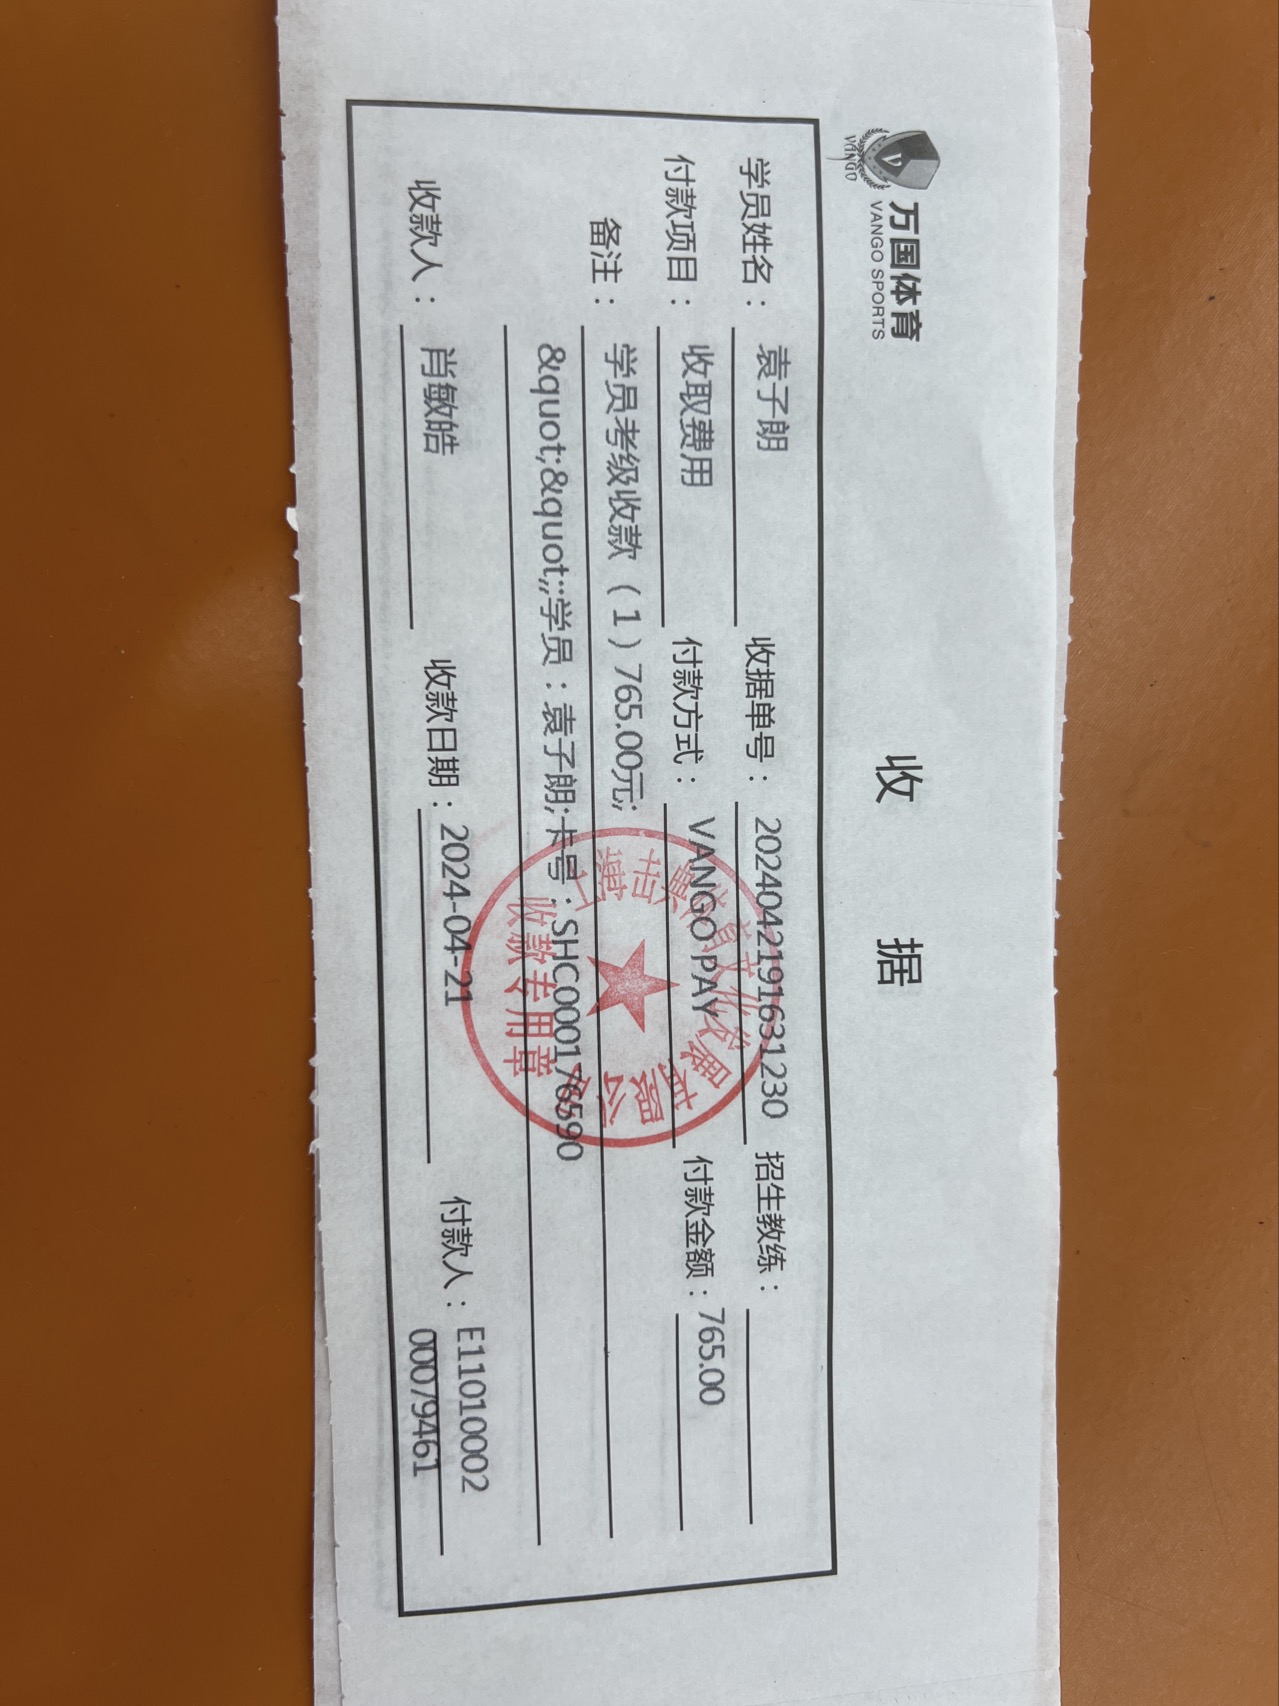 VANGO
万国体育
VANGO SPORTS
收 据
学员姓名： 袁子朗 收据单号： 2024042191631230 招生教练：
付款项目： 收取费用 付款方式： VANGOPAY 付款金额：765.00
备注： 学员考级收款（1）765.00元;
&quot;&quot;;学员：袁子朗;卡号：SHC000176590
收款人： 肖敏皓 收款日期：2024-04-21 付款人：E11010002
00079461
收款专用章